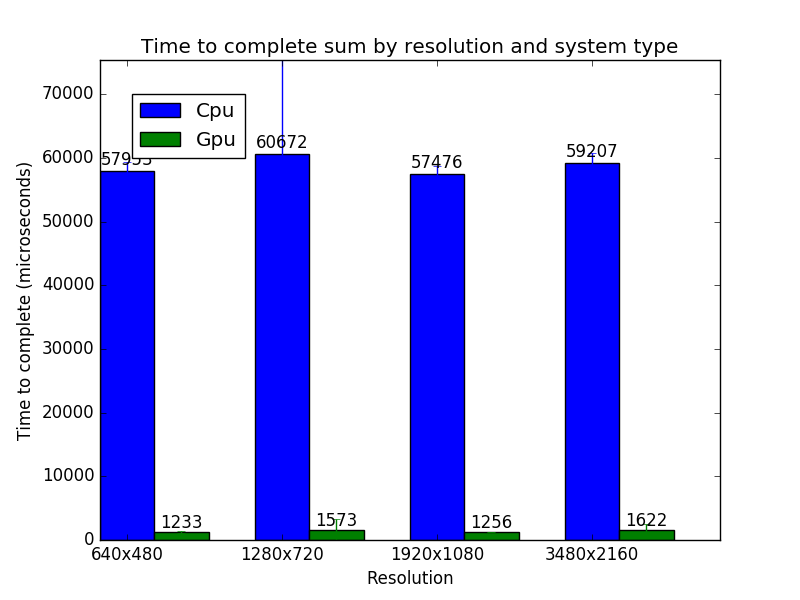 Time to complete sum by resolution and system type
Time to complete (microseconds)
70000
60000
50000
40000
30000
20000
10000
0
Cpu
Gpu
60672
57476
59207
1233
1573
1256
1622
640x480
1280x720
1920x1080
3480x2160
Resolution